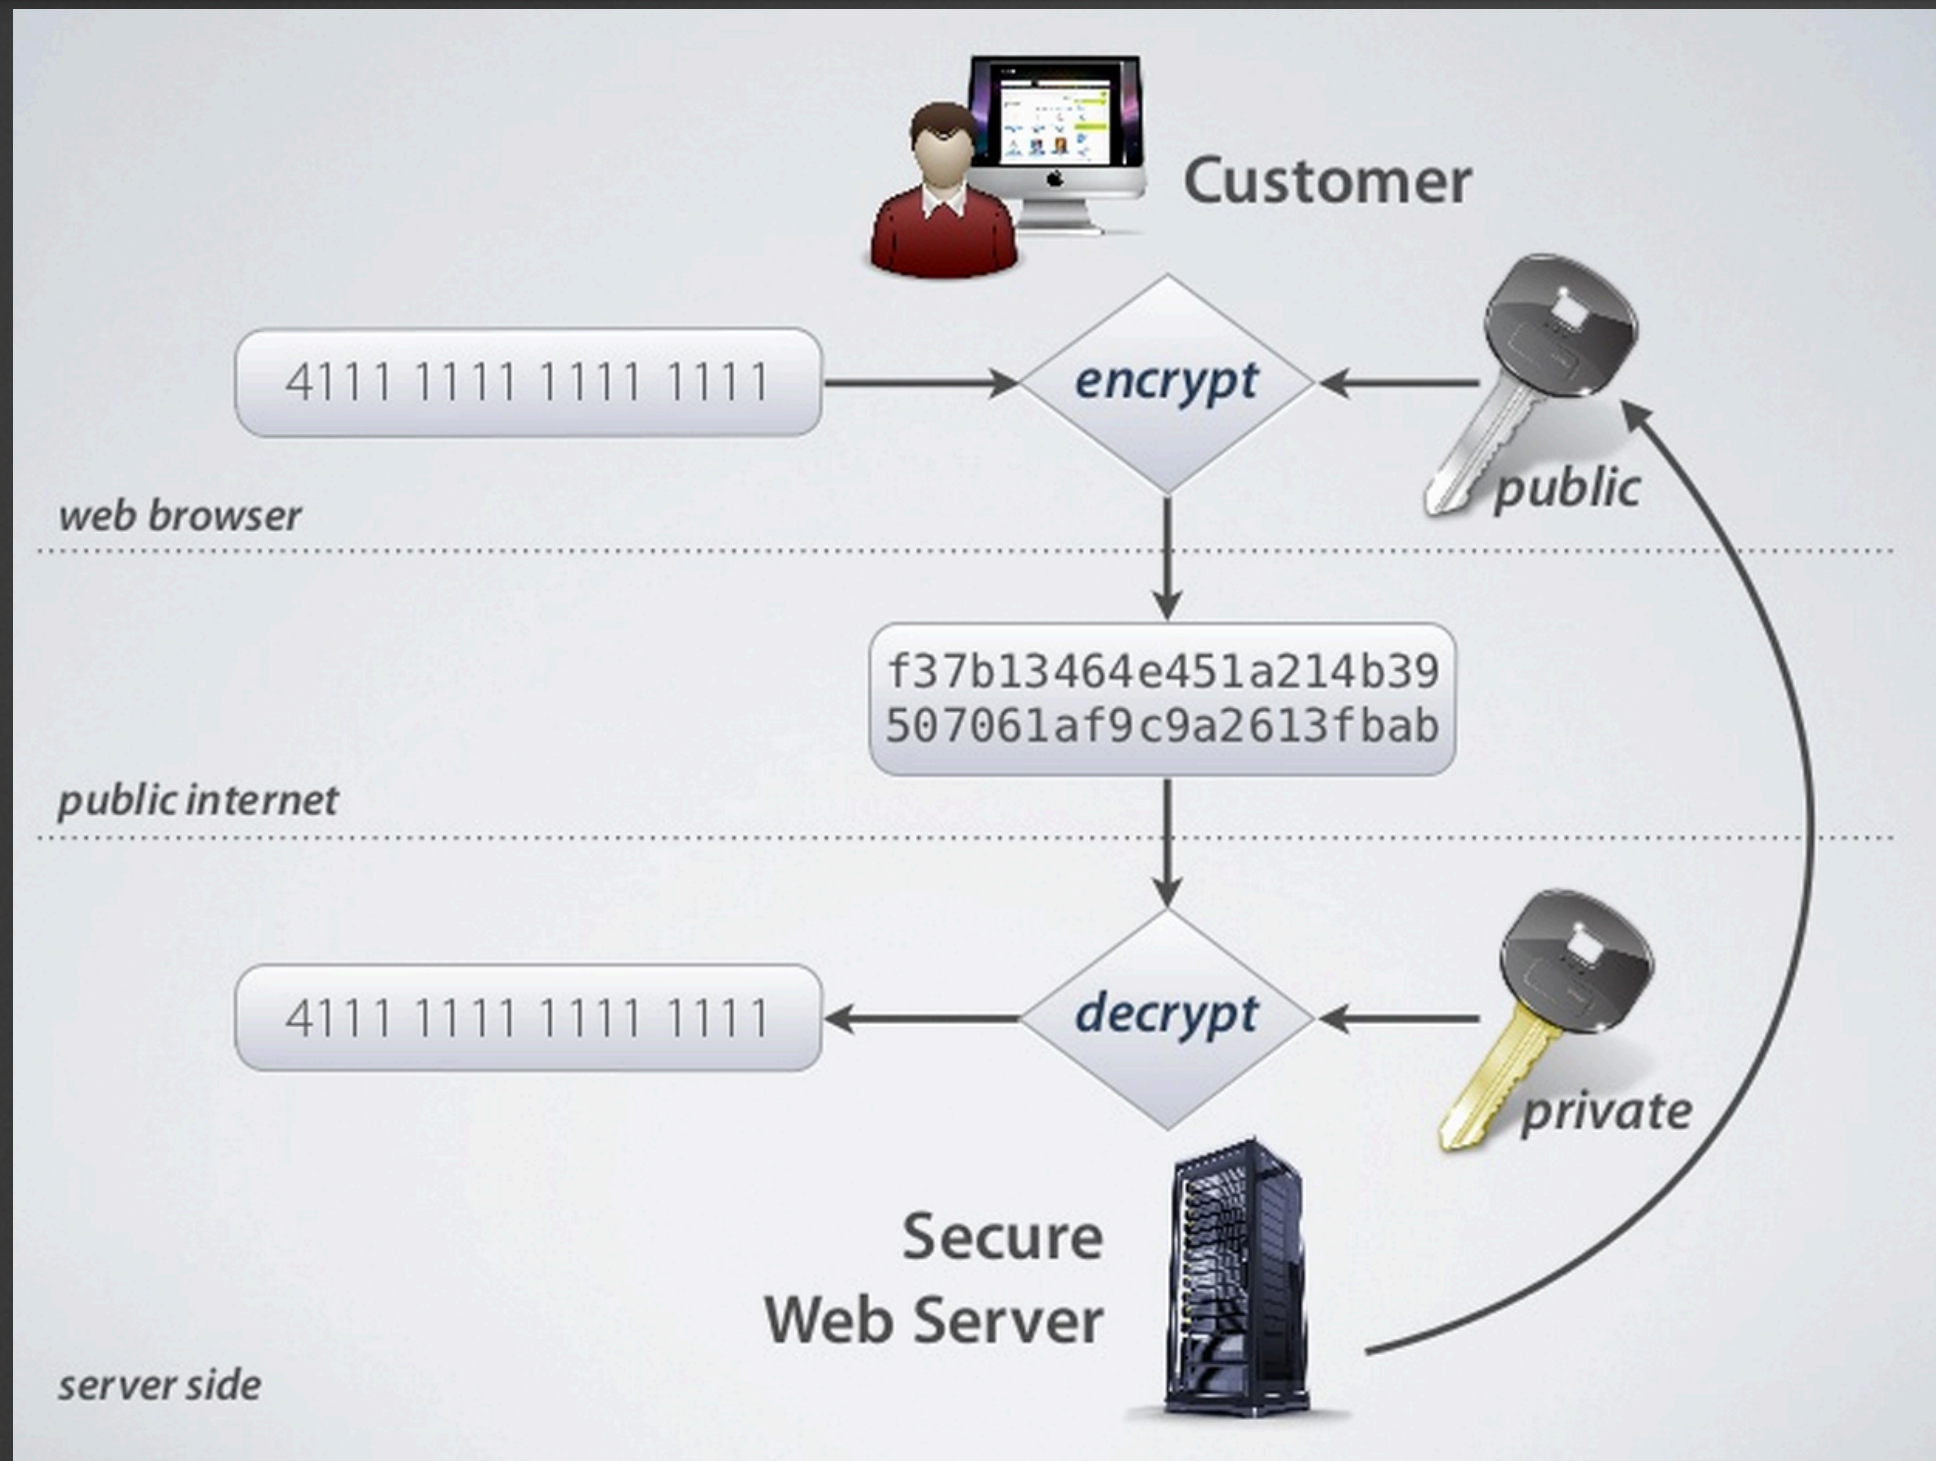 Customer
4111 1111 1111 1111
encrypt
public
web browser
f37b13464e451a214b39
507061af9c9a2613fbab
public internet
4111 1111 1111 1111
decrypt
private
Secure
Web Server
server side